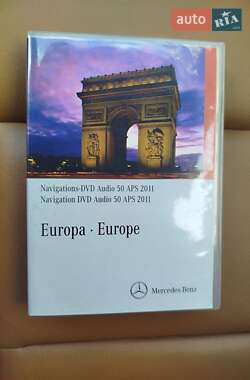 auto RIA
Navigations-DVD Audio 50 APS 2011
Navigation DVD Audio 50 APS 2011
Europa · Europe
Mercedes-Benz